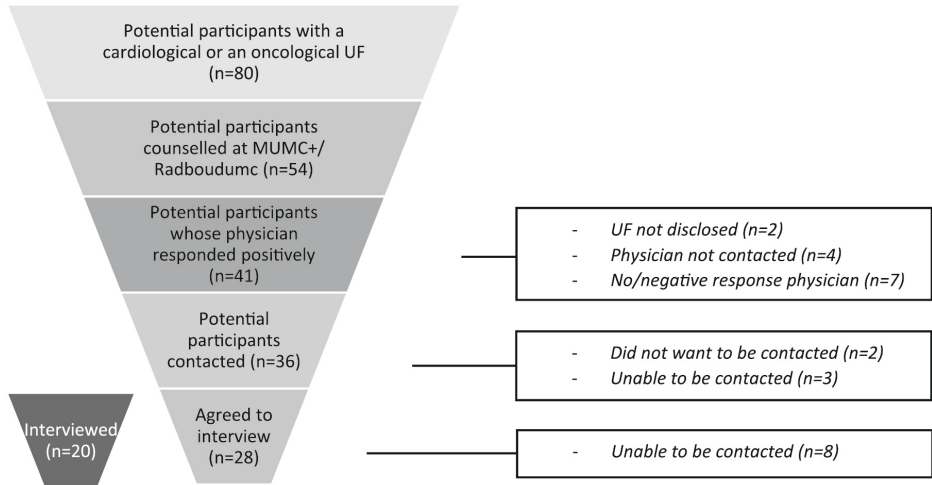 Potential participants with a
cardiological or an oncological UF
(n=80)
Potential participants
counselled at MUMC+/
Radboudumc (n=54)
Potential participants
whose physician
responded positively
(n=41)
- UF not disclosed (n=2)
- Physician not contacted (n=4)
- No/negative response physician (n=7)
Potential
participants
contacted (n=36)
- Did not want to be contacted (n=2)
- Unable to be contacted (n=3)
Agreed to
interview
(n=28)
- Unable to be contacted (n=8)
Interviewed
(n=20)